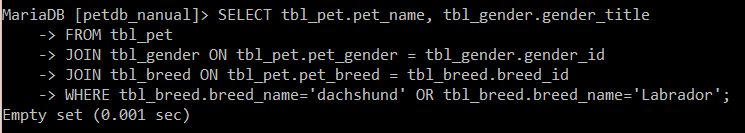 MariaDB [petdb_nanual]> SELECT tbl_pet.pet_name, tbl_gender.gender_title
    -> FROM tbl_pet
    -> JOIN tbl_gender ON tbl_pet.pet_gender = tbl_gender.gender_id
    -> JOIN tbl_breed ON tbl_pet.pet_breed = tbl_breed.breed_id
    -> WHERE tbl_breed.breed_name='dachshund' OR tbl_breed.breed_name='Labrador';
Empty set (0.001 sec)